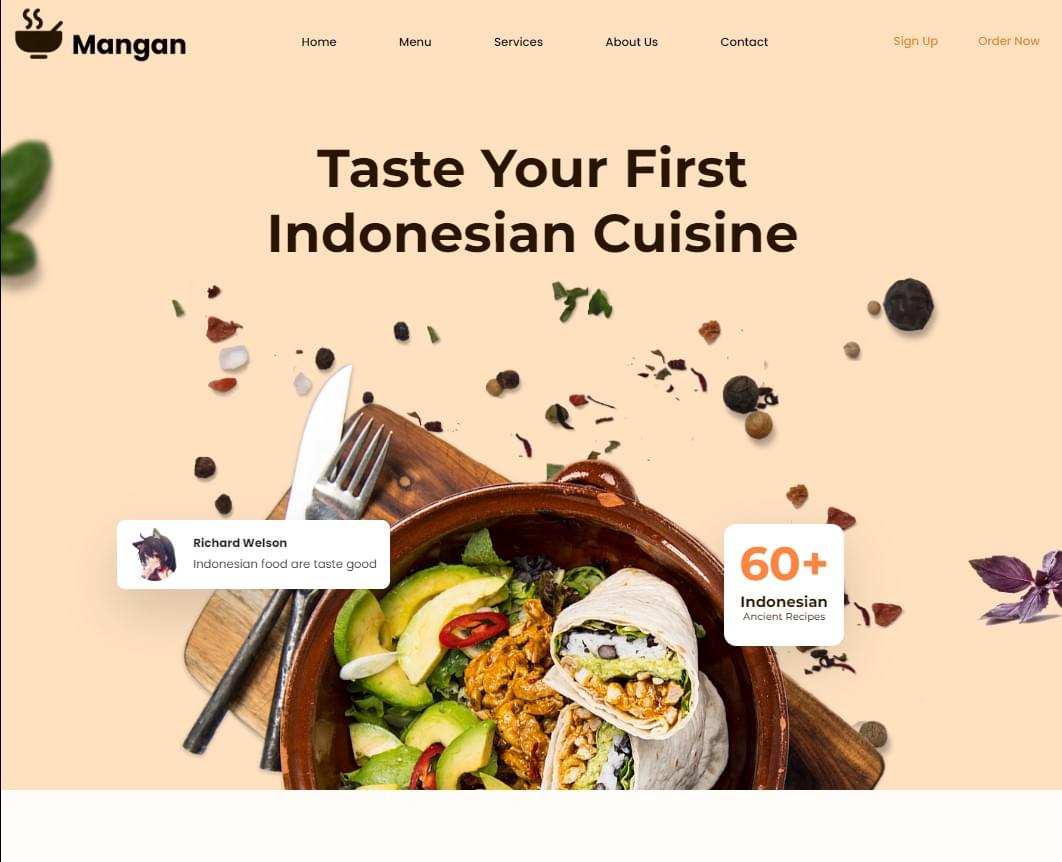 Mangan
Home
Menu
Services
About Us
Contact
Sign Up
Order Now
Taste Your First
Indonesian Cuisine
Richard Welson
Indonesian food are taste good
60+
Indonesian
Ancient Recipes